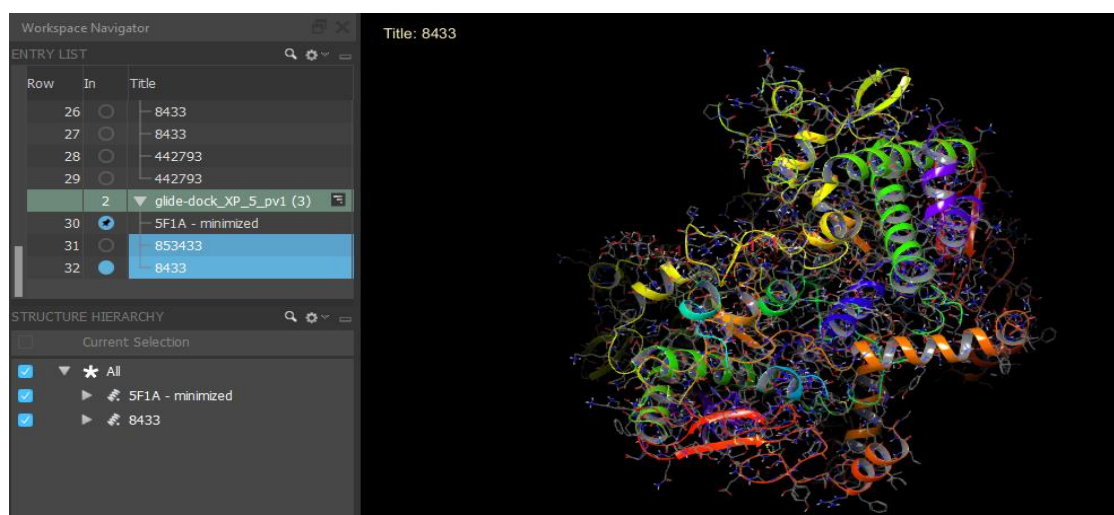 Workspace Navigator
Title: 8433
ENTRY LIST
Row In Title
26 8433
27 8433
28 442793
29 442793
2 glide-dock_XP_5_pv1 (3)
30 5F1A - minimized
31 853433
32 8433
STRUCTURE HIERARCHY
Current Selection
All
5F1A - minimized
8433